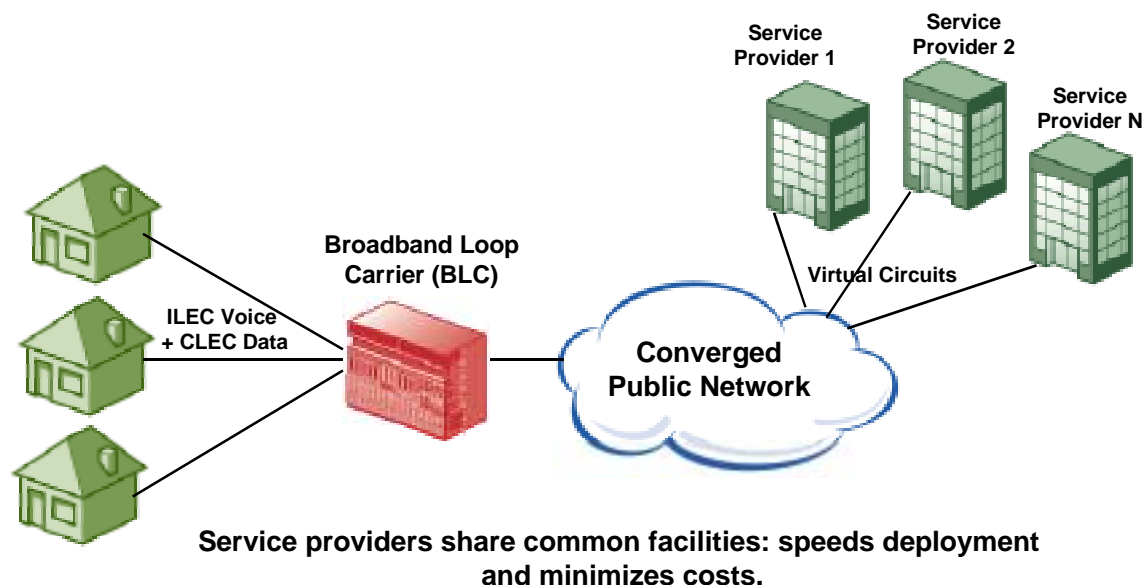 Service
Provider 1
Service
Provider 2
Service
Provider N
Broadband Loop
Carrier (BLC)
Virtual Circuits
ILEC Voice
+ CLEC Data
Converged
Public Network
Service providers share common facilities: speeds deployment
and minimizes costs.